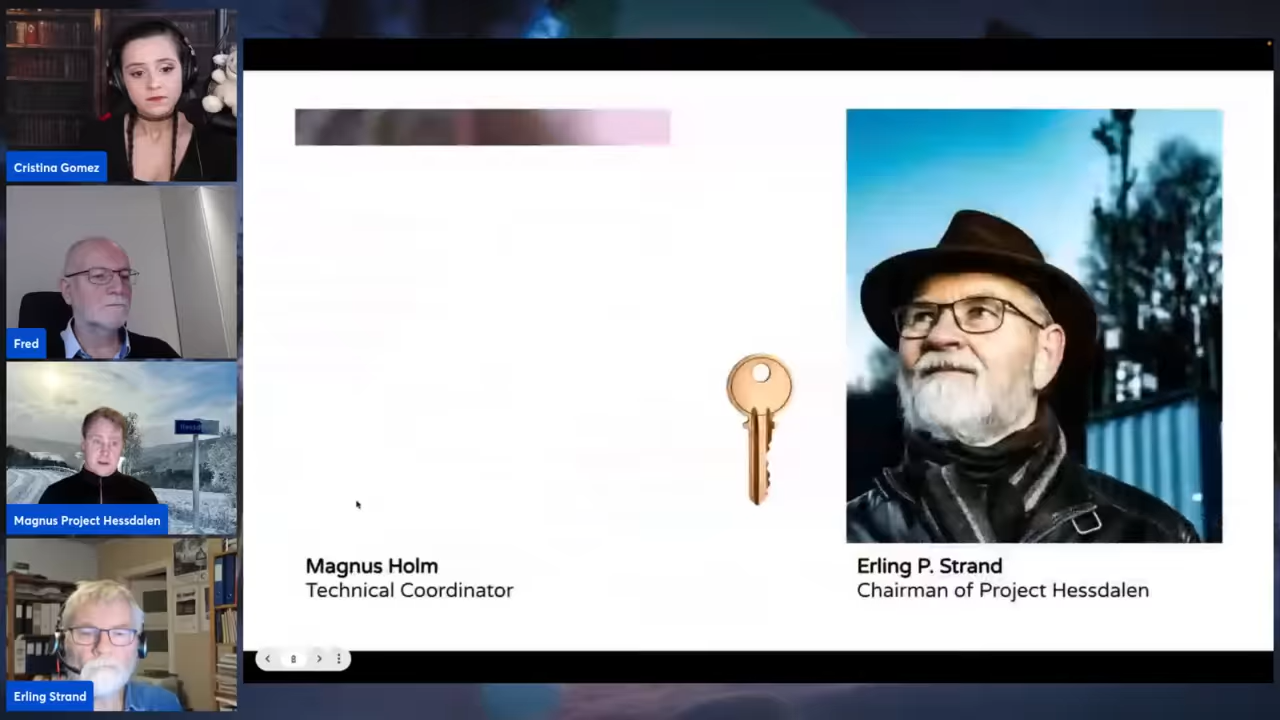 Cristina Gomez
Fred
Magnus Project Hessdalen
Erling Strand
Magnus Holm
Technical Coordinator
Erling P. Strand
Chairman of Project Hessdalen
8